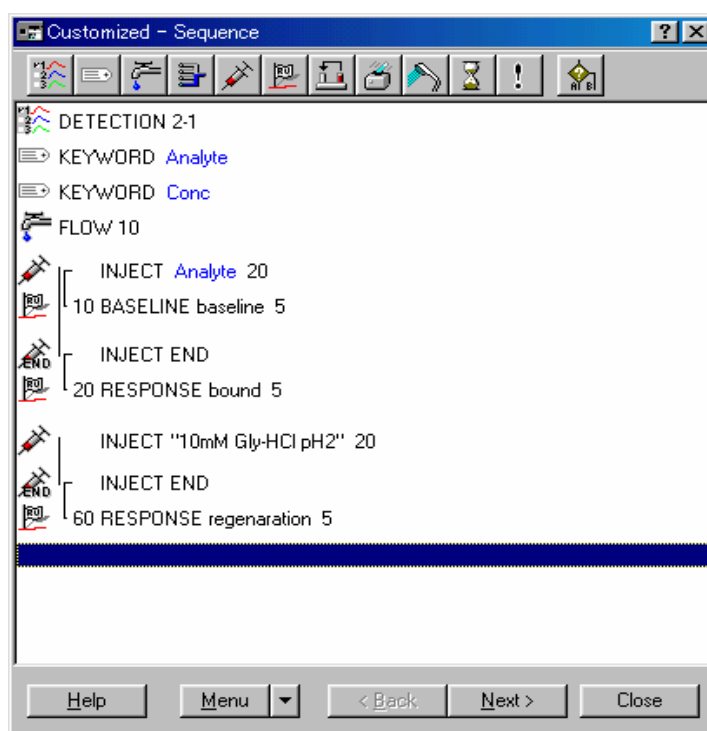 Customized - Sequence
DETECTION 2-1
KEYWORD Analyte
KEYWORD Conc
FLOW 10
INJECT Analyte 20
10 BASELINE baseline 5
END INJECT END
20 RESPONSE bound 5
INJECT "10mM Gly-HCl pH2" 20
END INJECT END
60 RESPONSE regenaration 5
Help Menu < Back Next > Close